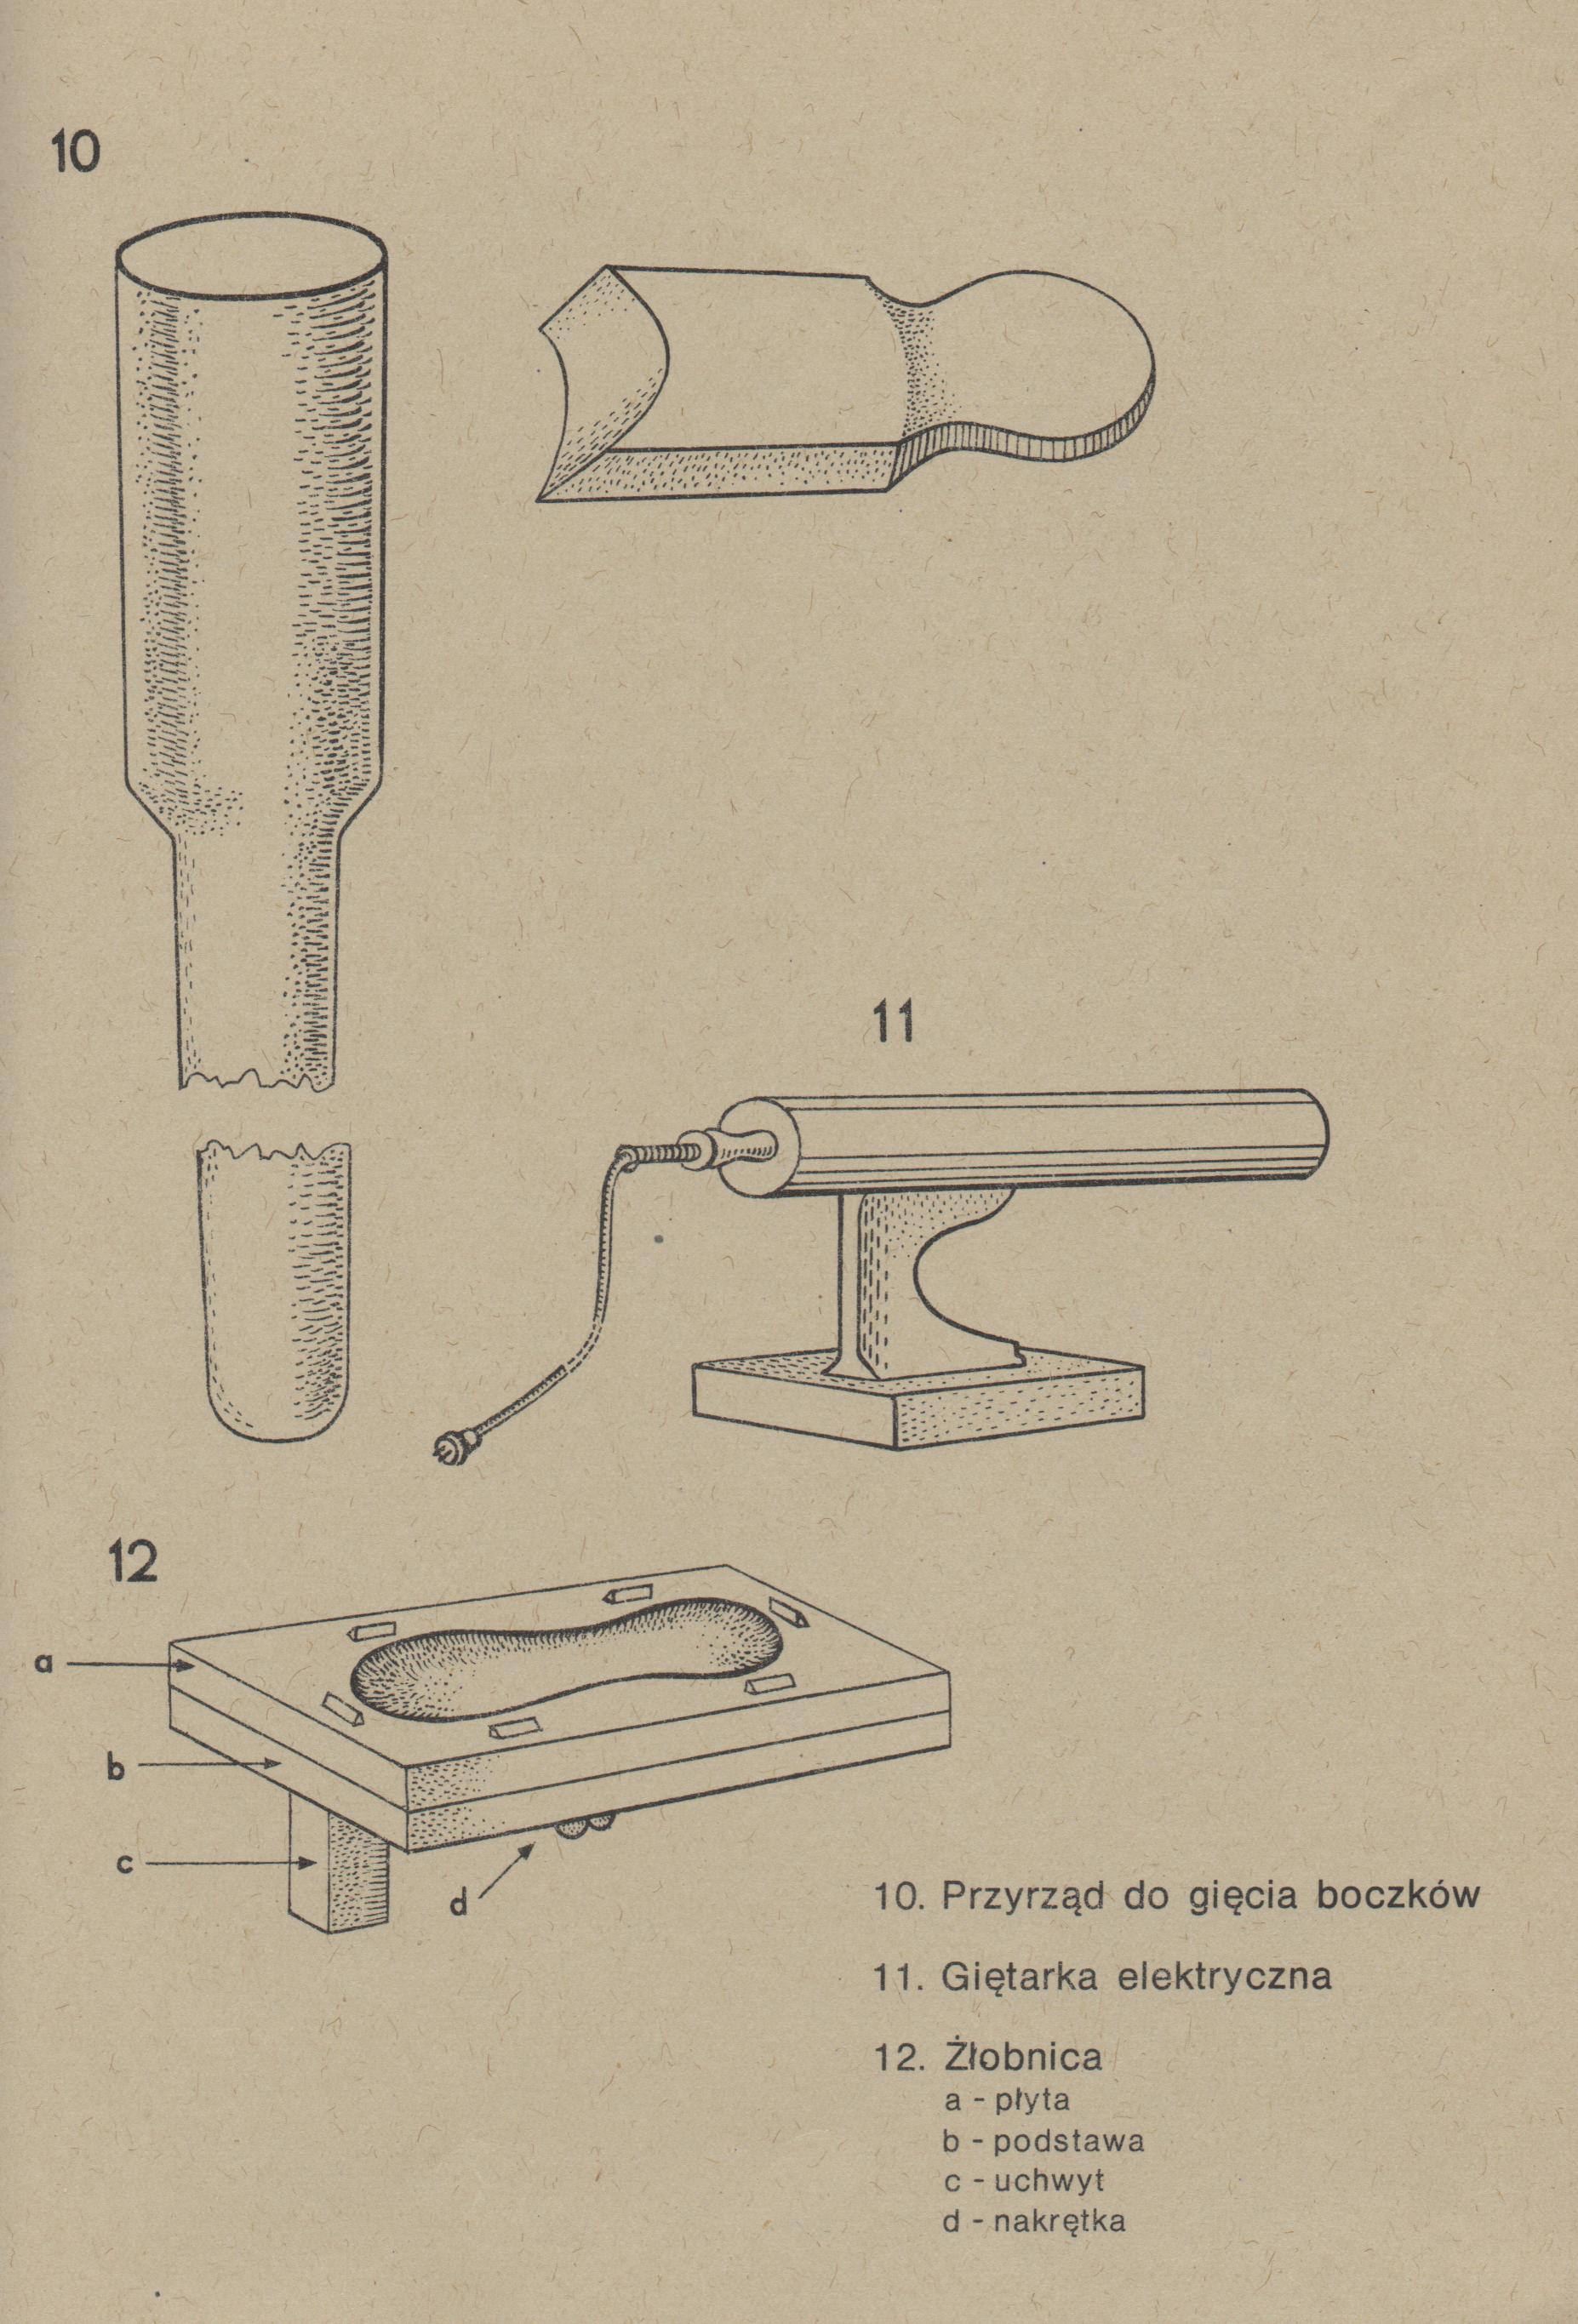 10
11
12
a
b
c
d
10. Przyrząd do gięcia boczków
11. Giętarka elektryczna
12. Żłobnica
a - płyta
b - podstawa
c - uchwyt
d - nakrętka